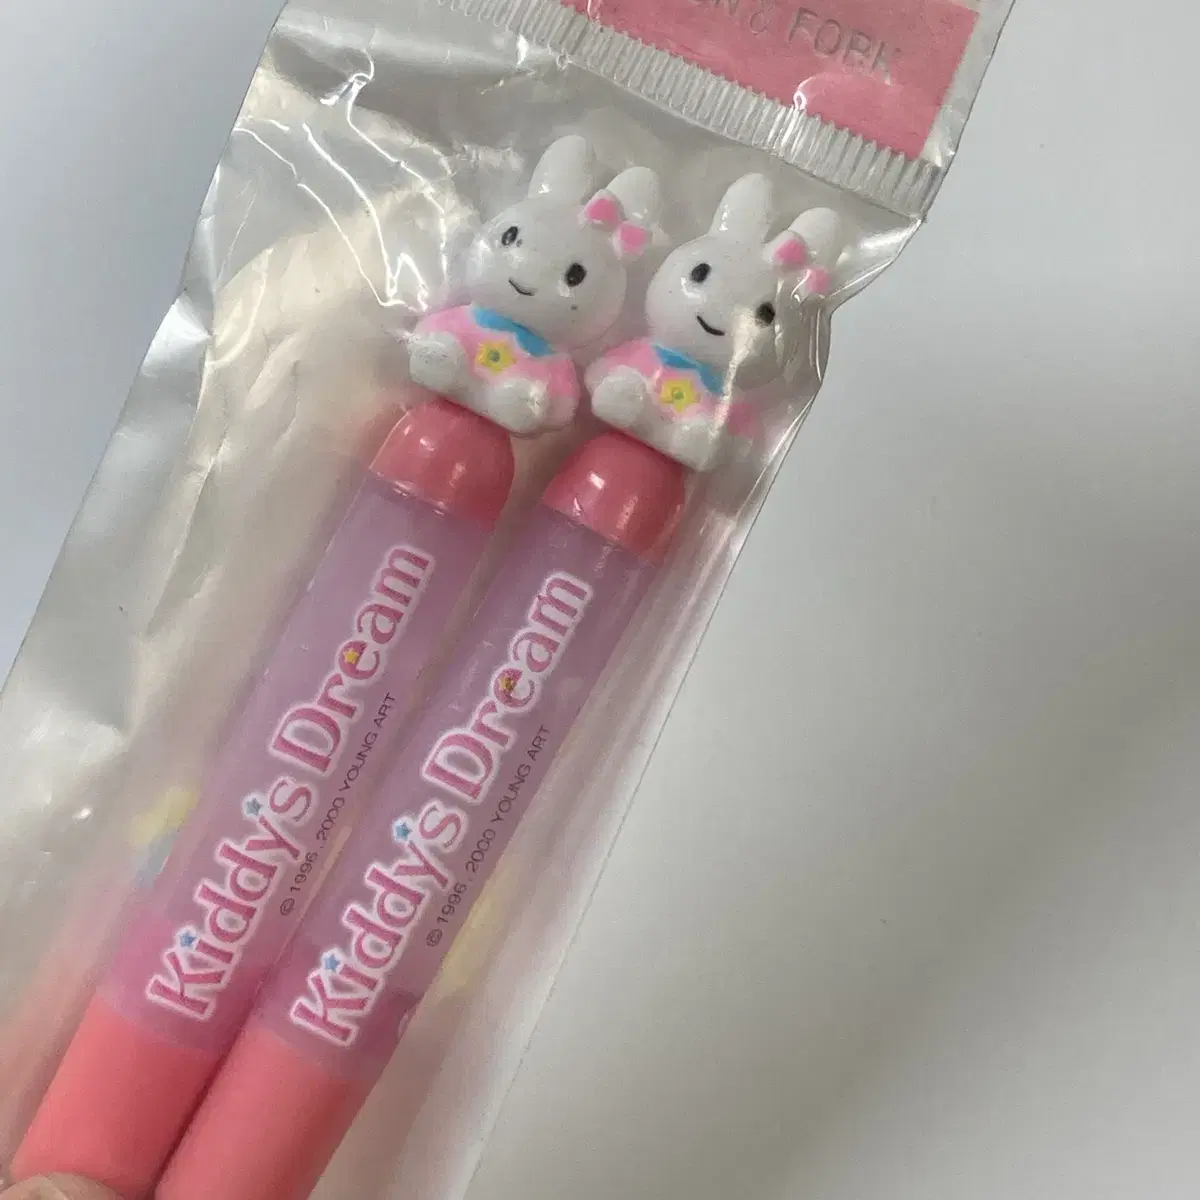 & FORK
Kiddy's Dream
© 1996, 2000 YOUNG ART
Kiddy's Dream
© 1996, 2000 YOUNG ART